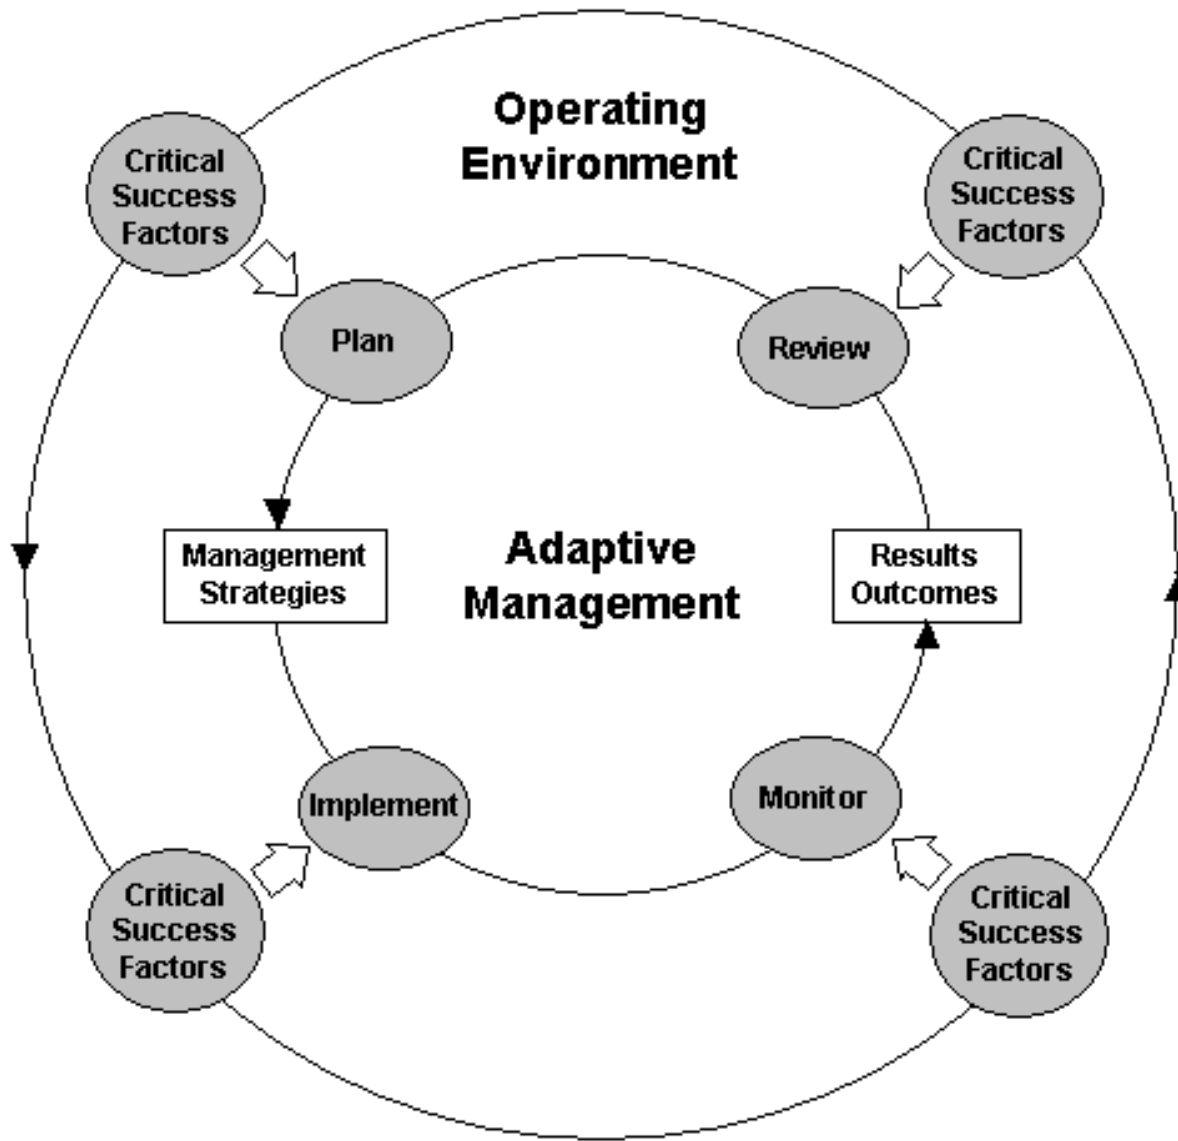 Operating
Environment
Critical
Success
Factors
Critical
Success
Factors
Plan
Review
Management
Strategies
Adaptive
Management
Results
Outcomes
Implement
Monitor
Critical
Success
Factors
Critical
Success
Factors